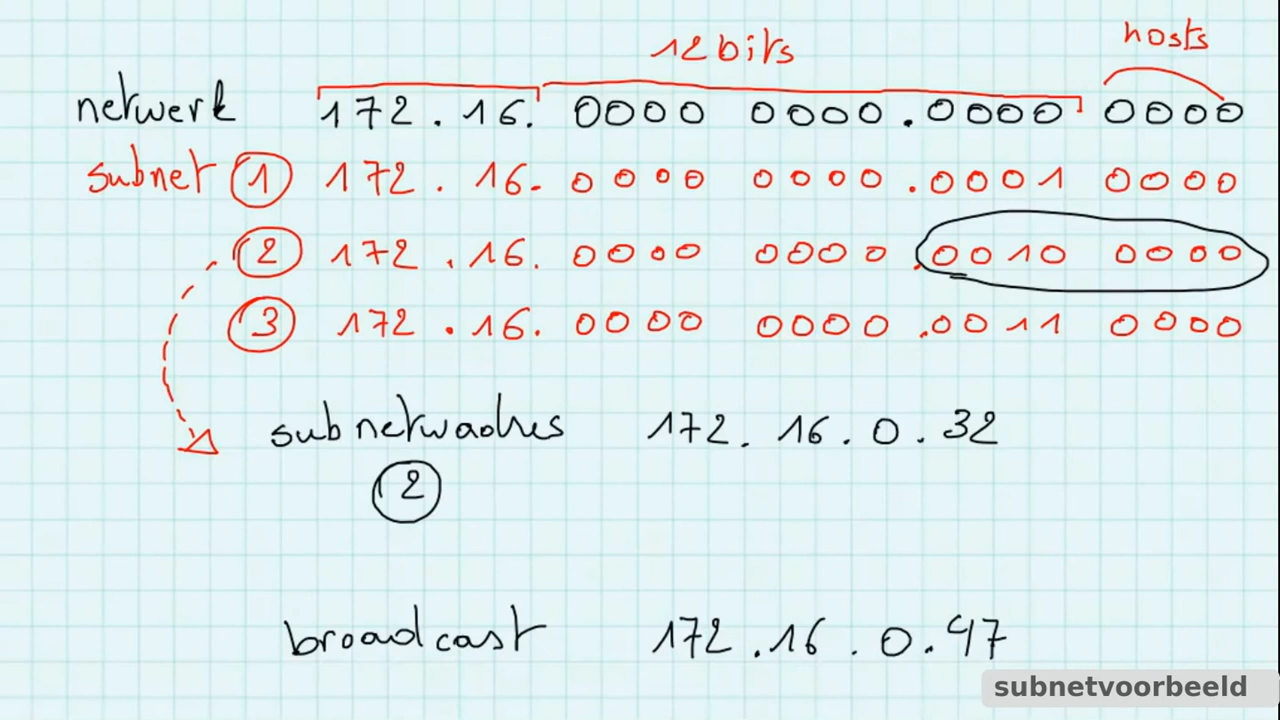 12 bits hosts
netwerk 172.16. 0000 0000.0000 0000
subnet 1 172.16. 0000 0000.0001 0000
2 172.16. 0000 0000.0010 0000
3 172.16. 0000 0000.0011 0000
subnetwadres 172.16.0.32
2
broadcast 172.16.0.47
subnetvoorbeeld